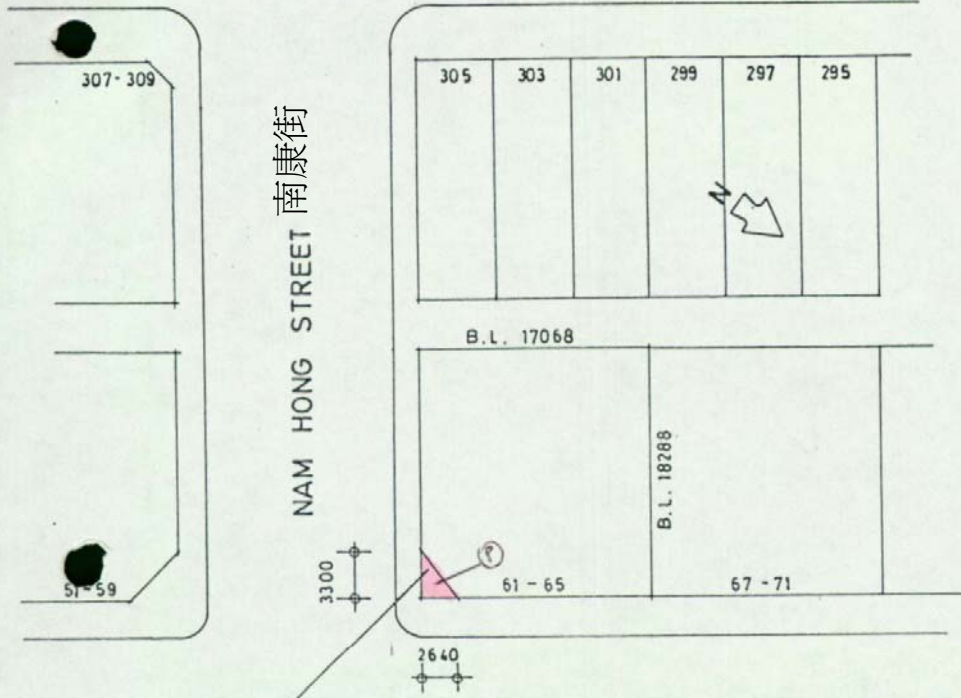 307-309
305
303
301
299
297
295
NAM HONG STREET 南康街
N
B.L. 17068
B.L. 18288
P
51-59
3300
61-65
67-71
2640